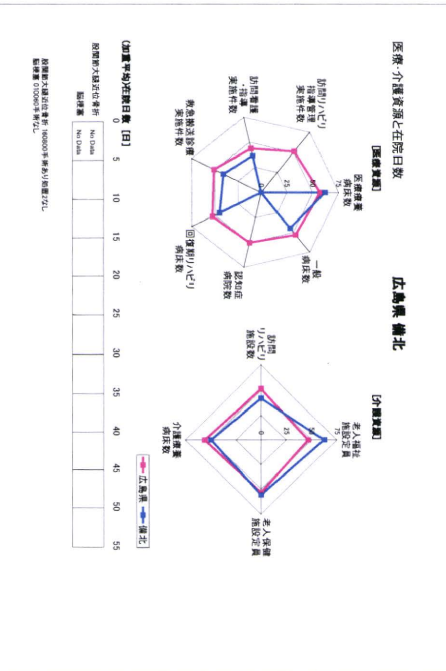 医療・介護資源と在院日数
広島県 備北
[医療資源]
医療療養
病床数
75
50
25
0
一般
病床数
認知症
病院数
回復期リハビリ
病床数
救急搬送診療
実施件数
訪問看護
・指導
実施件数
訪問リハビリ
指導管理
実施件数
[介護資源]
老人福祉
施設定員
75
50
25
0
老人保健
施設定員
介護療養
病床数
訪問
リハビリ
施設数
広島県 備北
(加重平均)在院日数 [日]
0 5 10 15 20 25 30 35 40 45 50 55
股関節大腿近位骨折 No Data
脳梗塞 No Data
股関節大腿近位骨折 160800手術あり処置2なし
脳梗塞 010060手術なし